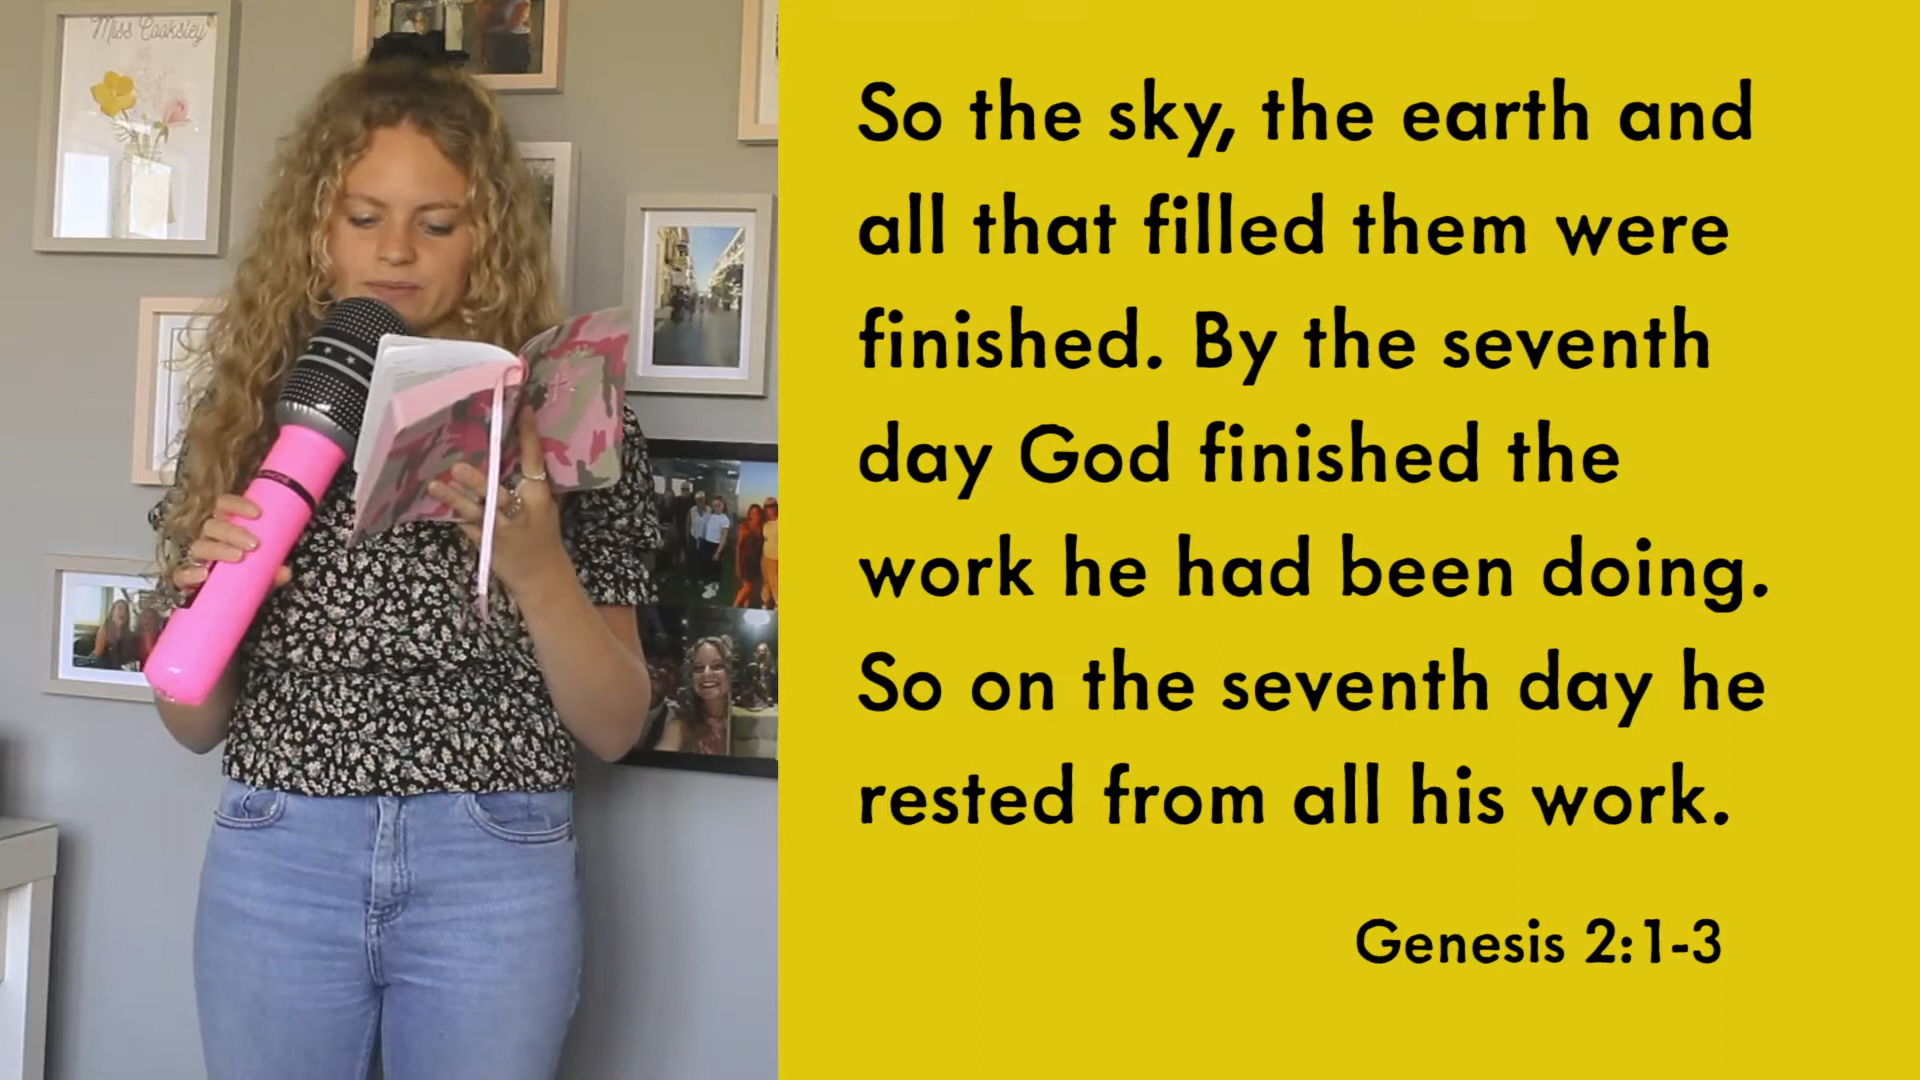 Miss Cooksley
So the sky, the earth and
all that filled them were
finished. By the seventh
day God finished the
work he had been doing.
So on the seventh day he
rested from all his work.
Genesis 2:1-3